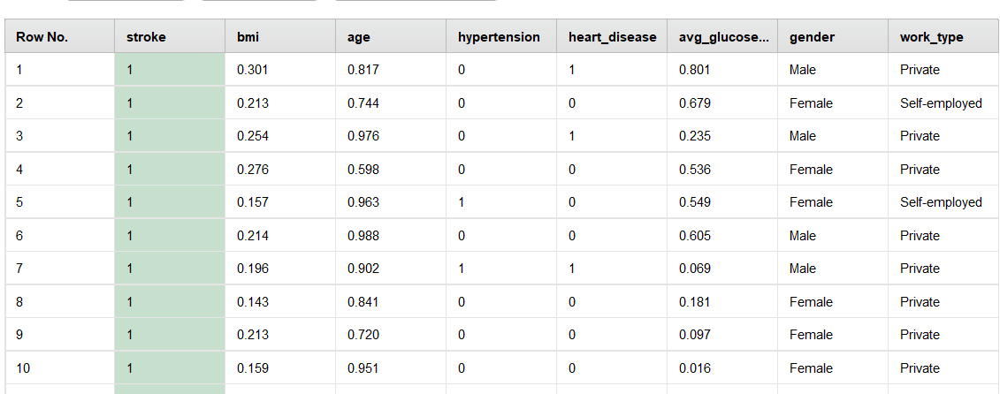 Row No. stroke bmi age hypertension heart_disease avg_glucose... gender work_type
1 1 0.301 0.817 0 1 0.801 Male Private
2 1 0.213 0.744 0 0 0.679 Female Self-employed
3 1 0.254 0.976 0 1 0.235 Male Private
4 1 0.276 0.598 0 0 0.536 Female Private
5 1 0.157 0.963 1 0 0.549 Female Self-employed
6 1 0.214 0.988 0 0 0.605 Male Private
7 1 0.196 0.902 1 1 0.069 Male Private
8 1 0.143 0.841 0 0 0.181 Female Private
9 1 0.213 0.720 0 0 0.097 Female Private
10 1 0.159 0.951 0 0 0.016 Female Private